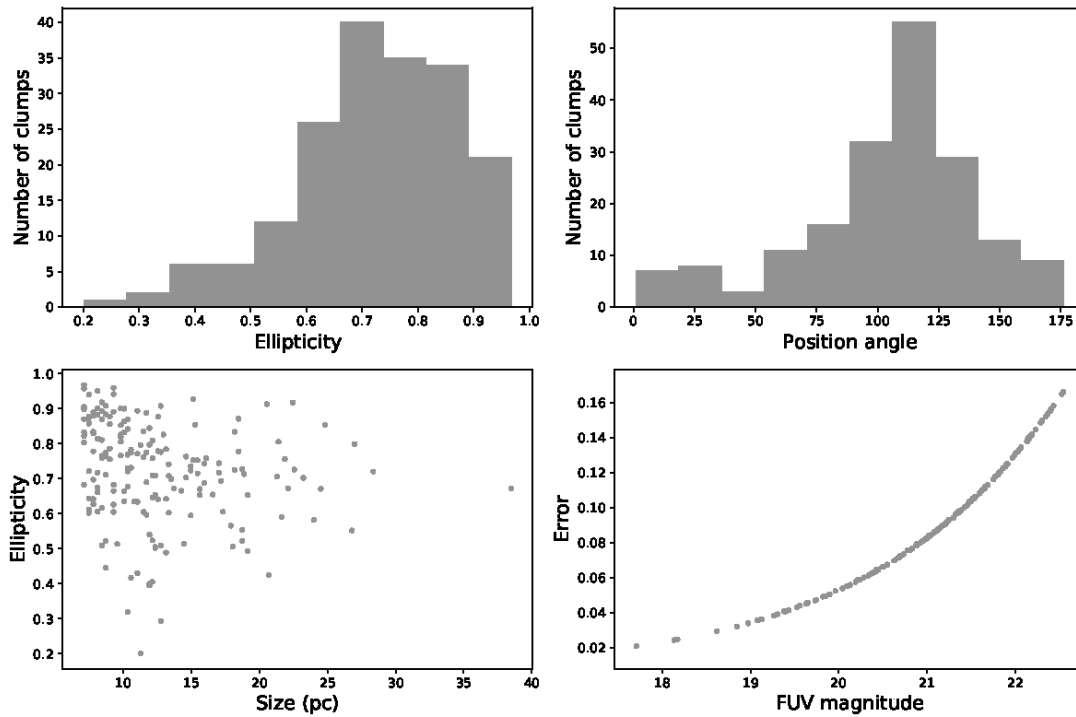 40
35
30
25
20
15
10
5
0
Number of clumps
0.2 0.3 0.4 0.5 0.6 0.7 0.8 0.9 1.0
Ellipticity
50
40
30
20
10
0
Number of clumps
0 25 50 75 100 125 150 175
Position angle
1.0
0.9
0.8
0.7
0.6
0.5
0.4
0.3
0.2
Ellipticity
10 15 20 25 30 35 40
Size (pc)
0.16
0.14
0.12
0.10
0.08
0.06
0.04
0.02
Error
18 19 20 21 22
FUV magnitude